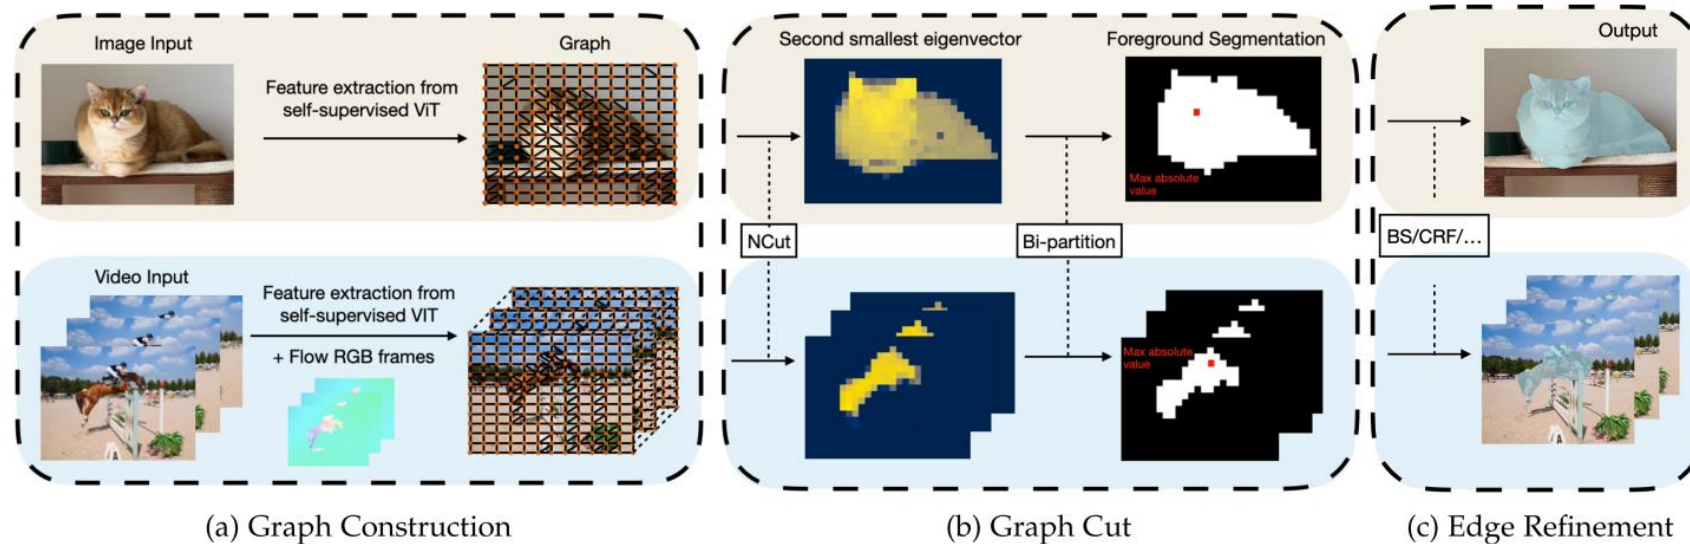 Image Input
Feature extraction from
self-supervised ViT
Graph
Second smallest eigenvector
Foreground Segmentation
Max absolute
value
Output
NCut
Bi-partition
BS/CRF/...
Video Input
Feature extraction from
self-supervised VIT
+ Flow RGB frames
Max absolute
value
(a) Graph Construction
(b) Graph Cut
(c) Edge Refinement